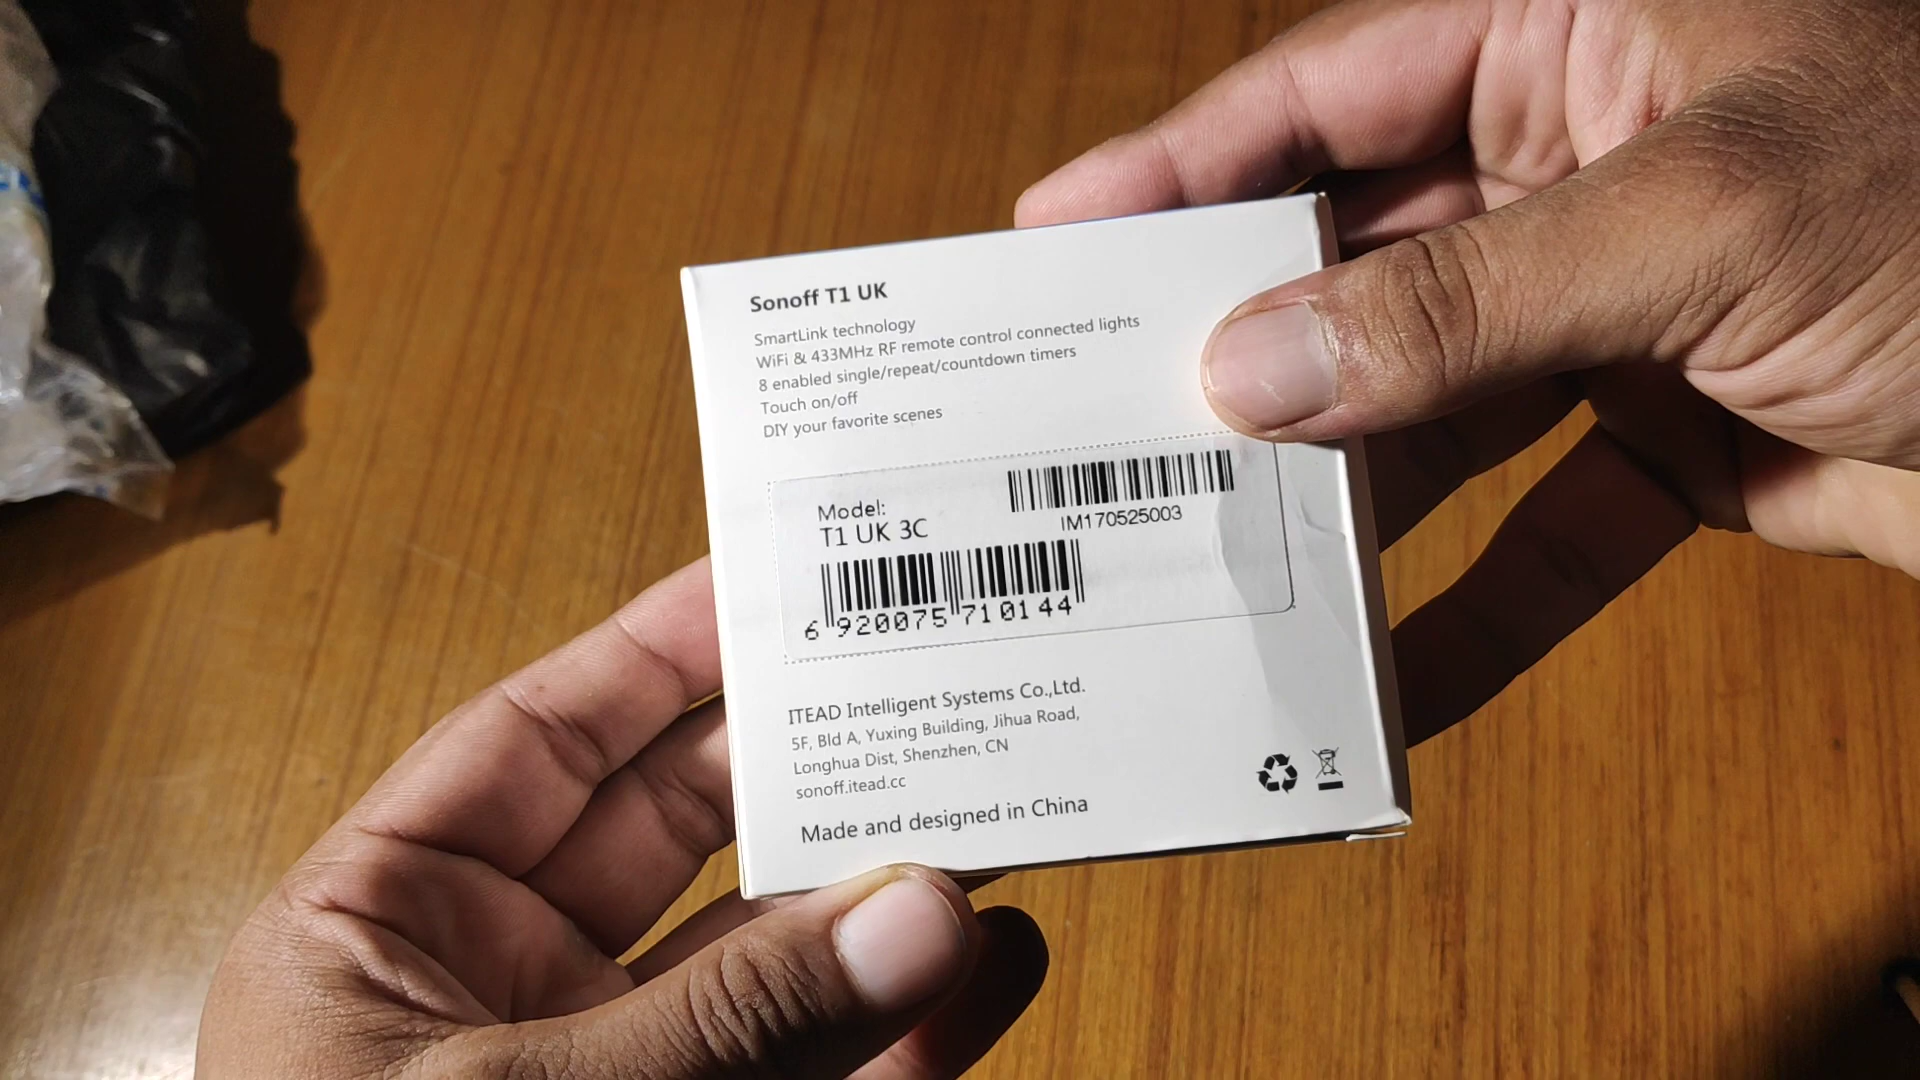 Sonoff T1 UK
SmartLink technology
WiFi & 433MHz RF remote control connected lights
8 enabled single/repeat/countdown timers
Touch on/off
DIY your favorite scenes
Model:
T1 UK 3C
IM170525003
6 920075 710144
ITEAD Intelligent Systems Co.,Ltd.
5F, Bld A, Yuxing Building, Jihua Road,
Longhua Dist, Shenzhen, CN
sonoff.itead.cc
Made and designed in China